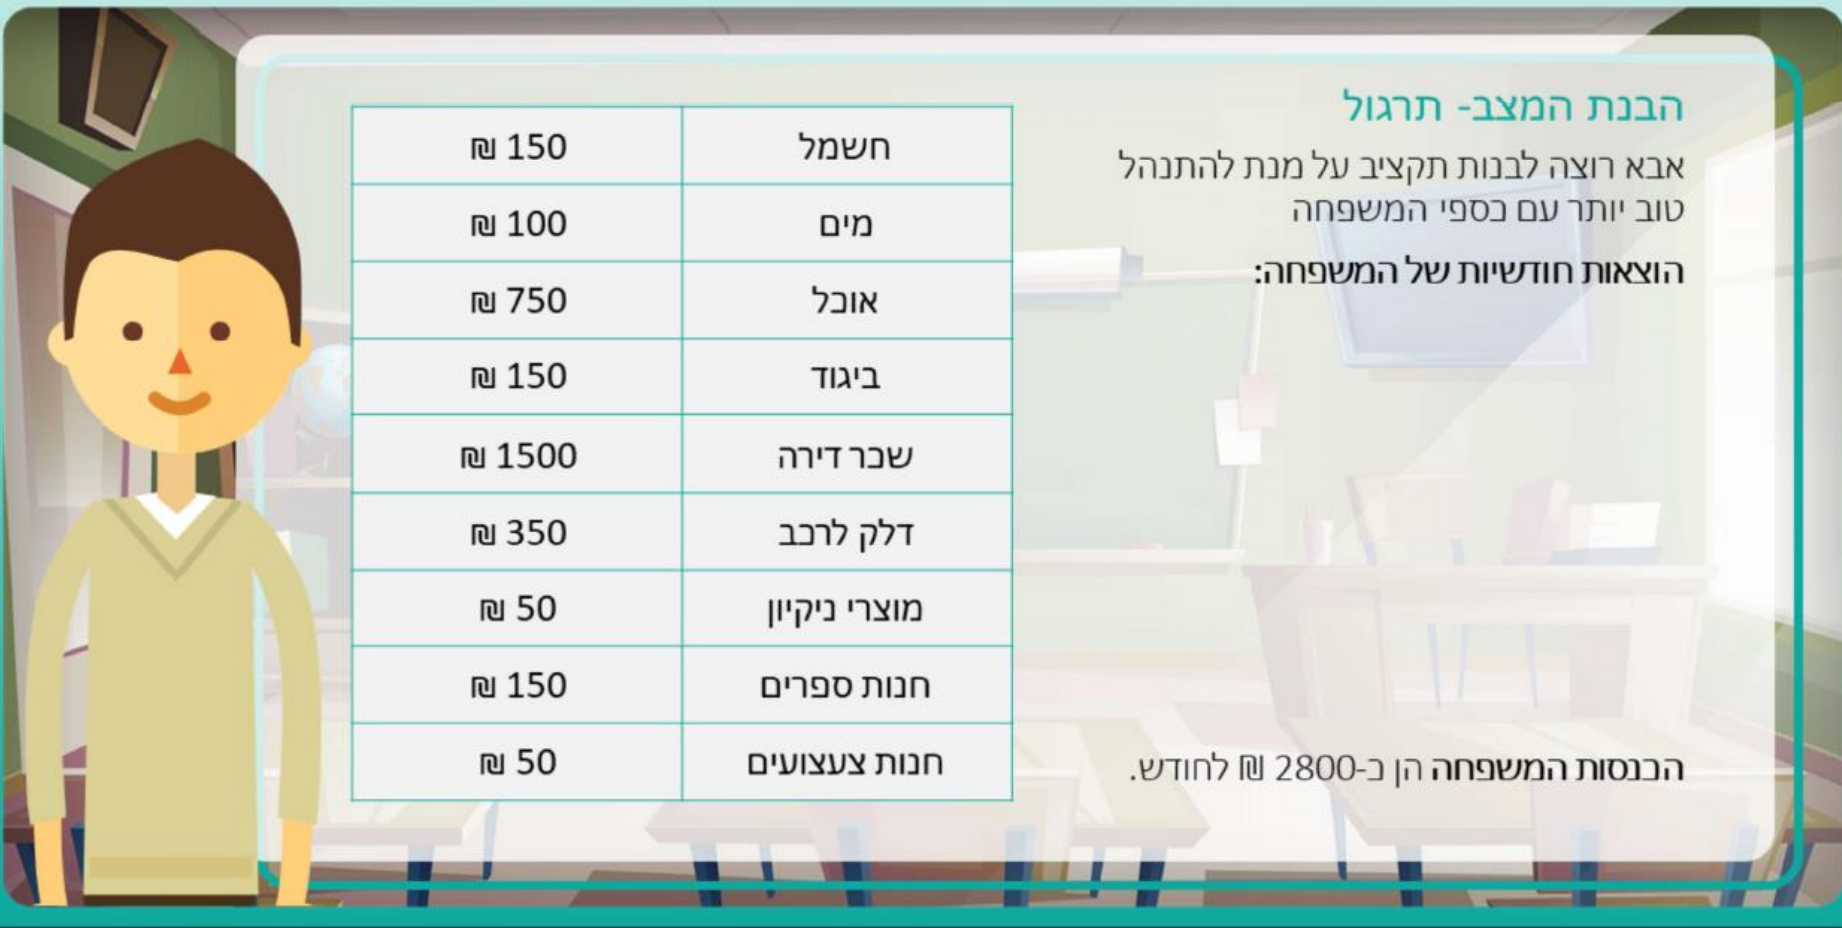 הבנת המצב- תרגול
אבא רוצה לבנות תקציב על מנת להתנהל
טוב יותר עם כספי המשפחה
הוצאות חודשיות של המשפחה:
חשמל 150 ₪
מים 100 ₪
אוכל 750 ₪
ביגוד 150 ₪
שכר דירה 1500 ₪
דלק לרכב 350 ₪
מוצרי ניקיון 50 ₪
חנות ספרים 150 ₪
חנות צעצועים 50 ₪
הכנסות המשפחה הן כ-2800 ₪ לחודש.